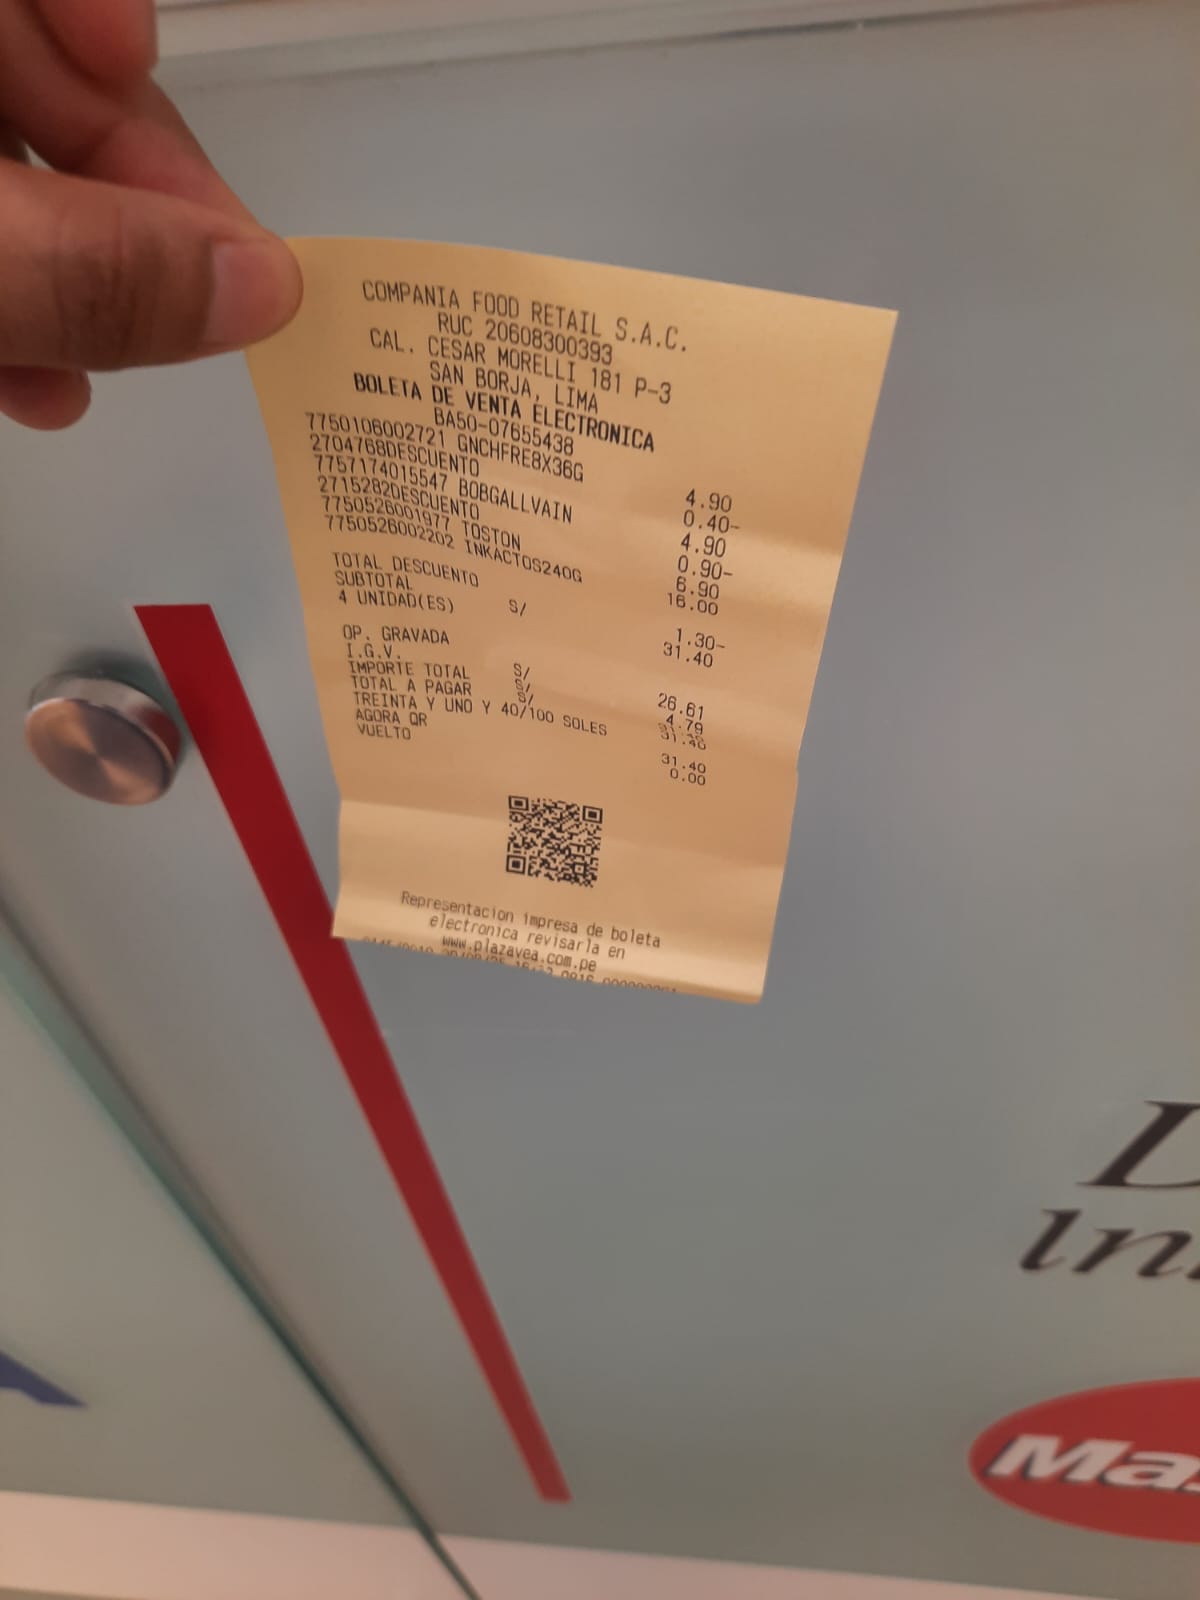 COMPANIA FOOD RETAIL S.A.C.
RUC 20608300393
CAL. CESAR MORELLI 181 P-3
SAN BORJA, LIMA
BOLETA DE VENTA ELECTRONICA
BA50-07655438
7750106002721 GNCHFRE8X36G 4.90
2704768DESCUENTO 0.40-
7757174015547 BOBGALLVAIN 4.90
2715282DESCUENTO 0.90-
7750526001977 TOSTON 6.90
7750526002202 INKACTOS240G 16.00
TOTAL DESCUENTO 1.30-
SUBTOTAL S/ 31.40
4 UNIDAD(ES)
OP. GRAVADA S/ 26.61
I.G.V. S/ 4.79
IMPORTE TOTAL S/ 31.40
TOTAL A PAGAR
TREINTA Y UNO Y 40/100 SOLES
AGORA QR 31.40
VUELTO 0.00
Representacion impresa de boleta
electronica revisarla en
www.plazavea.com.pe